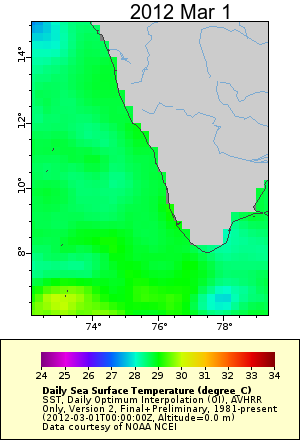 2012 Mar 1
14°
12°
10°
8°
74° 76° 78°
24 25 26 27 28 29 30 31 32 33 34
Daily Sea Surface Temperature (degree_C)
SST, Daily Optimum Interpolation (OI), AVHRR
Only, Version 2, Final+Preliminary, 1981-present
(2012-03-01T00:00:00Z, Altitude=0.0 m)
Data courtesy of NOAA NCEI